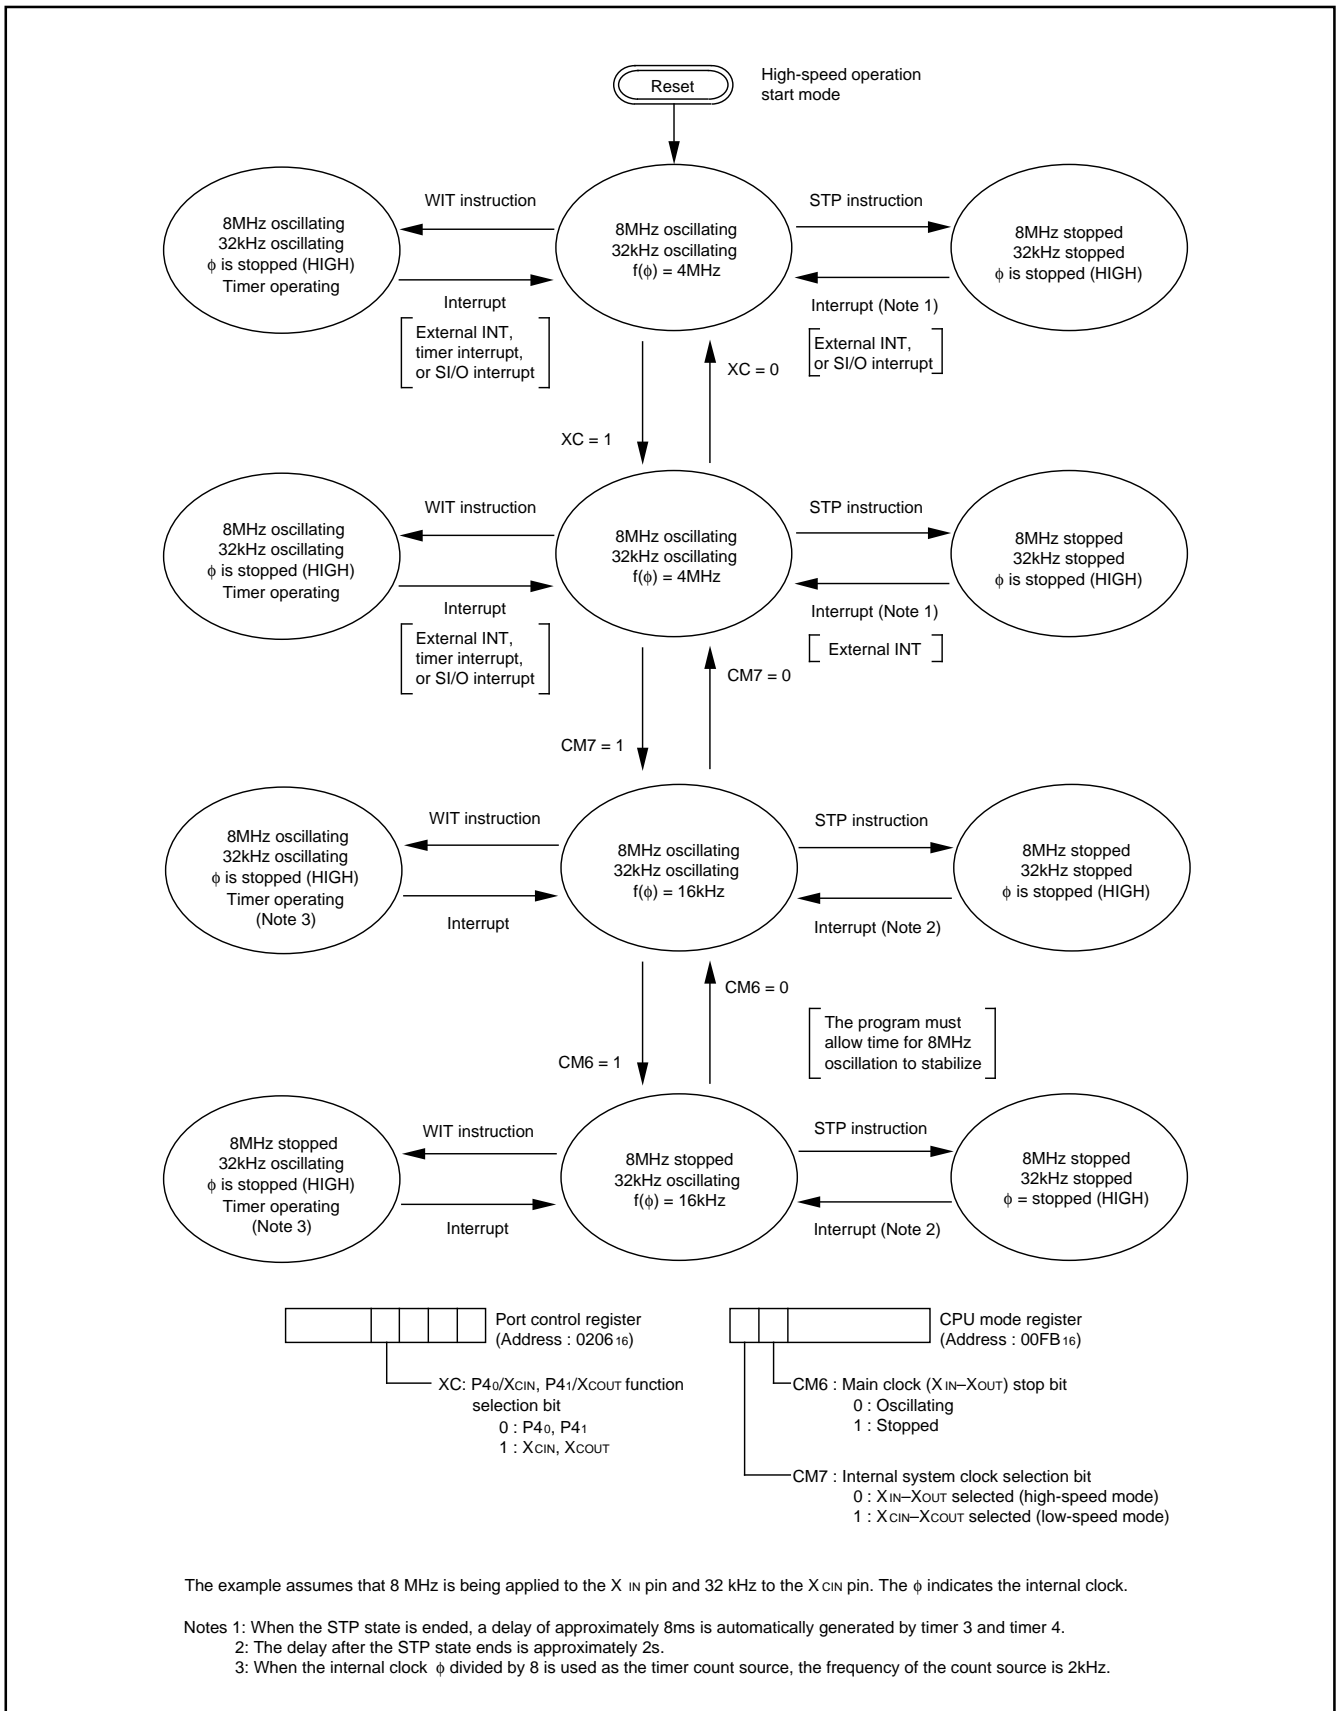 Reset
High-speed operation
start mode
8MHz oscillating
32kHz oscillating
φ is stopped (HIGH)
Timer operating
WIT instruction
Interrupt
External INT,
timer interrupt,
or SI/O interrupt
8MHz oscillating
32kHz oscillating
f(φ) = 4MHz
STP instruction
Interrupt (Note 1)
External INT,
or SI/O interrupt
8MHz stopped
32kHz stopped
φ is stopped (HIGH)
XC = 1
XC = 0
8MHz oscillating
32kHz oscillating
φ is stopped (HIGH)
Timer operating
WIT instruction
Interrupt
External INT,
timer interrupt,
or SI/O interrupt
8MHz oscillating
32kHz oscillating
f(φ) = 4MHz
STP instruction
Interrupt (Note 1)
External INT
8MHz stopped
32kHz stopped
φ is stopped (HIGH)
CM7 = 1
CM7 = 0
8MHz oscillating
32kHz oscillating
φ is stopped (HIGH)
Timer operating
(Note 3)
WIT instruction
Interrupt
8MHz oscillating
32kHz oscillating
f(φ) = 16kHz
STP instruction
Interrupt (Note 2)
8MHz stopped
32kHz stopped
φ is stopped (HIGH)
CM6 = 1
CM6 = 0
The program must
allow time for 8MHz
oscillation to stabilize
8MHz stopped
32kHz oscillating
φ is stopped (HIGH)
Timer operating
(Note 3)
WIT instruction
Interrupt
8MHz stopped
32kHz oscillating
f(φ) = 16kHz
STP instruction
Interrupt (Note 2)
8MHz stopped
32kHz stopped
φ = stopped (HIGH)
Port control register
(Address : 0206 16)
XC: P40/XCIN, P41/XCOUT function
selection bit
0 : P40, P41
1 : XCIN, XCOUT
CPU mode register
(Address : 00FB 16)
CM6 : Main clock (X IN–XOUT) stop bit
0 : Oscillating
1 : Stopped
CM7 : Internal system clock selection bit
0 : XIN–XOUT selected (high-speed mode)
1 : XCIN–XCOUT selected (low-speed mode)
The example assumes that 8 MHz is being applied to the X IN pin and 32 kHz to the X CIN pin. The φ indicates the internal clock.
Notes 1: When the STP state is ended, a delay of approximately 8ms is automatically generated by timer 3 and timer 4.
2: The delay after the STP state ends is approximately 2s.
3: When the internal clock φ divided by 8 is used as the timer count source, the frequency of the count source is 2kHz.